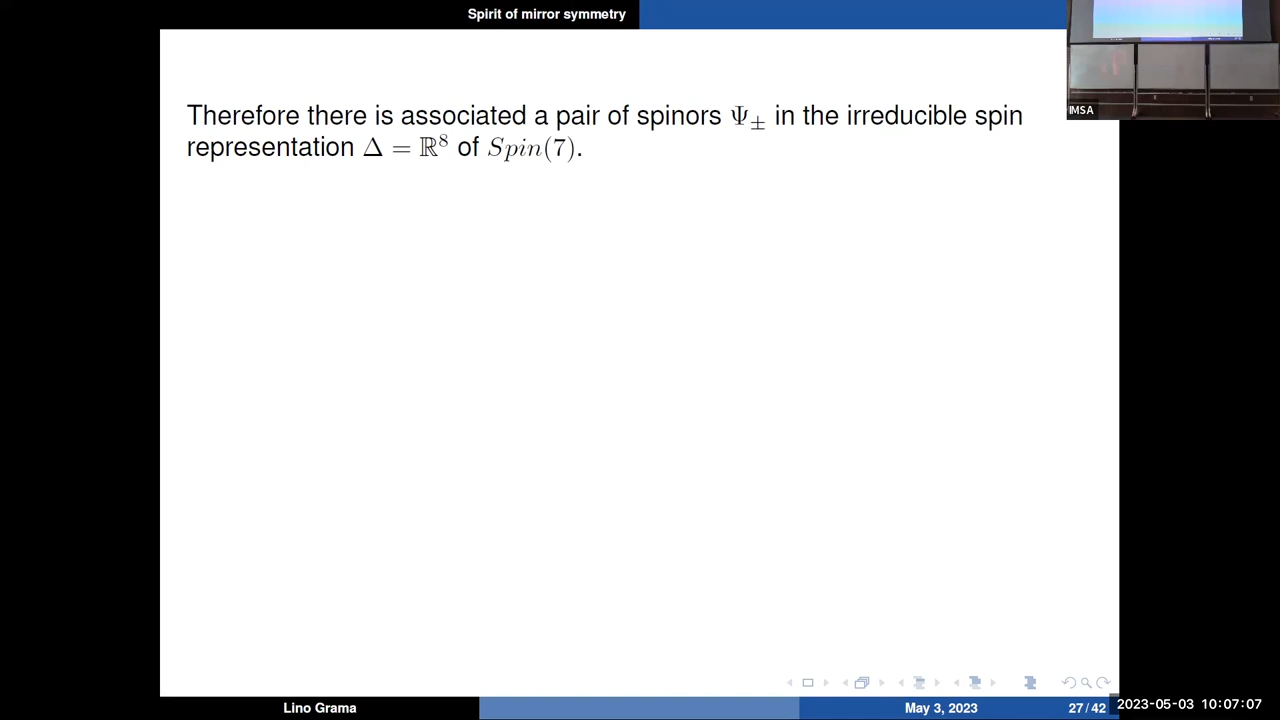 Spirit of mirror symmetry
IMSA
Therefore there is associated a pair of spinors Ψ± in the irreducible spin
representation Δ = ℝ⁸ of Spin(7).
Lino Grama
May 3, 2023
27/42
2023-05-03 10:07:07